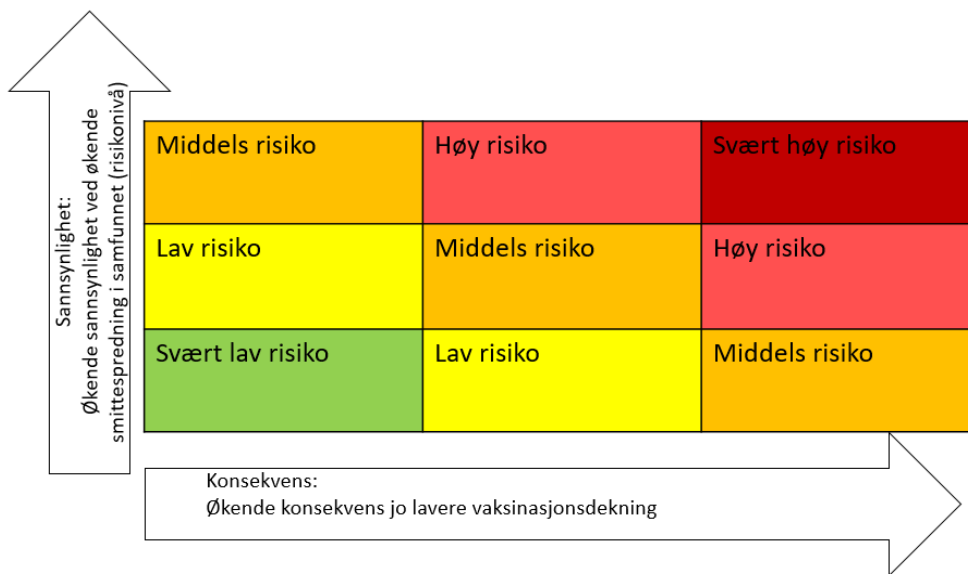 Sannsynlighet:
Økende sannsynlighet ved økende
smittespredning i samfunnet (risikonivå)
Middels risiko
Høy risiko
Svært høy risiko
Lav risiko
Middels risiko
Høy risiko
Svært lav risiko
Lav risiko
Middels risiko
Konsekvens:
Økende konsekvens jo lavere vaksinasjonsdekning